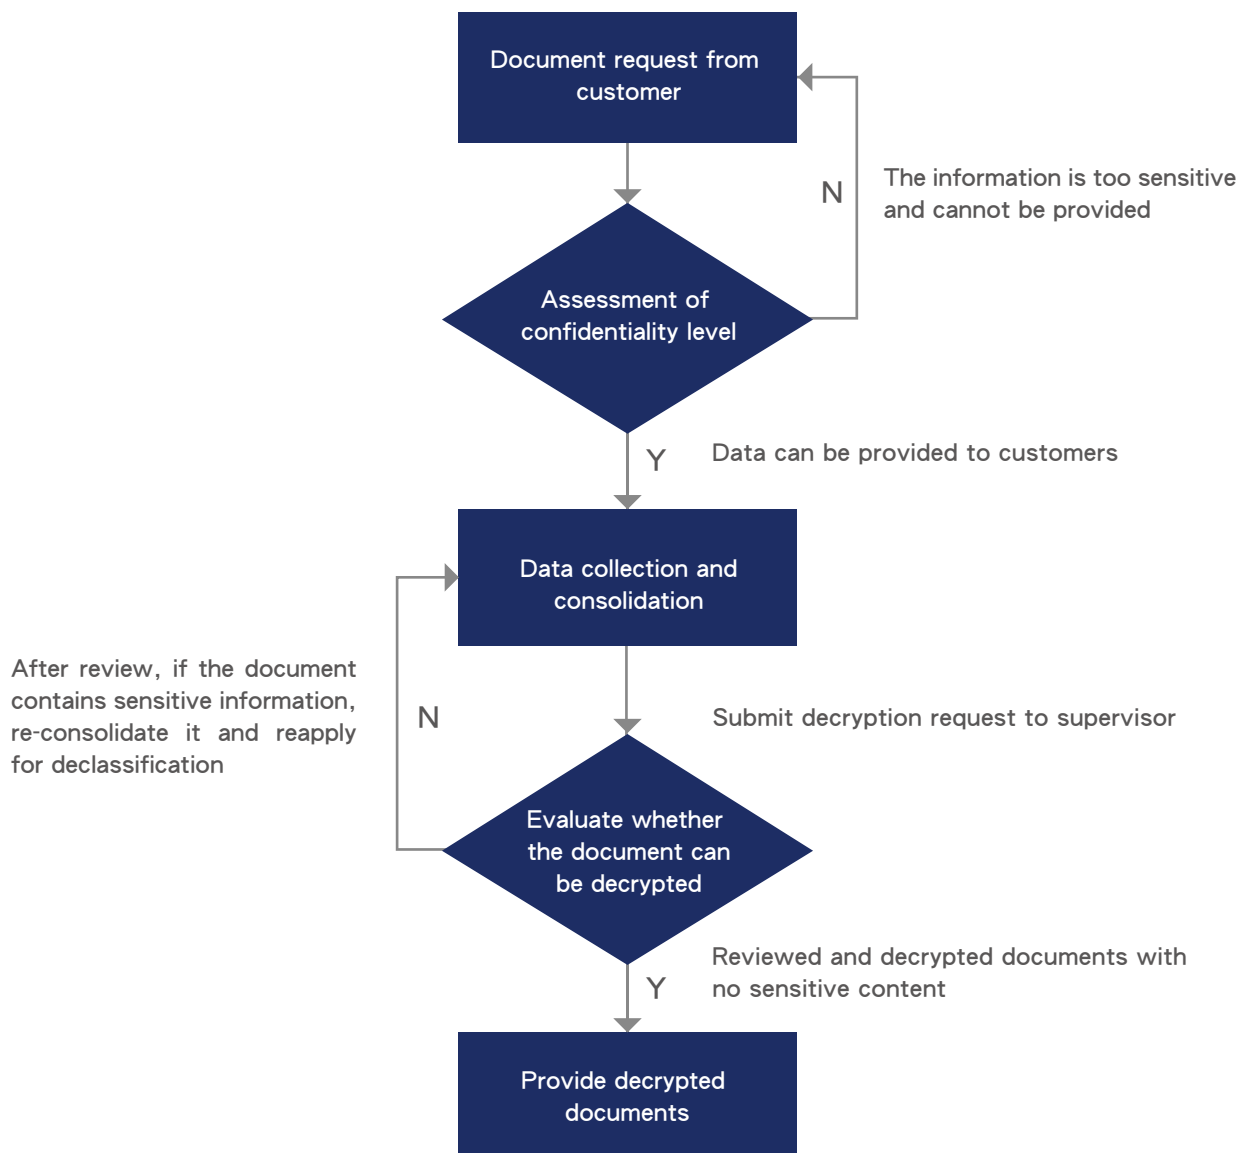 Document request from
customer
N
The information is too sensitive
and cannot be provided
Assessment of
confidentiality level
Y
Data can be provided to customers
Data collection and
consolidation
After review, if the document
contains sensitive information,
re-consolidate it and reapply
for declassification
N
Submit decryption request to supervisor
Evaluate whether
the document can
be decrypted
Y
Reviewed and decrypted documents with
no sensitive content
Provide decrypted
documents